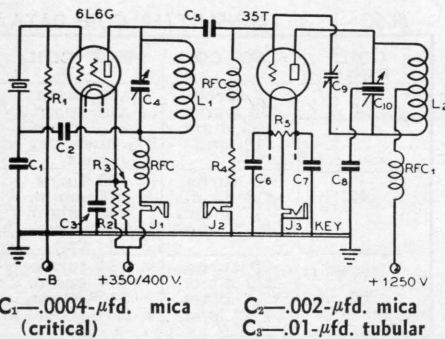 6L6G C₃ 35T
RFC C₉
R₁ C₄ L₁ C₁₀ L₂
C₂ R₅
R₃ RFC R₄ C₆ C₇ C₈ RFC₁
C₁
C₃ R₂ J₁ J₂ J₃ KEY
-B +350/400 V. +1250 V
C₁—.0004-μfd. mica C₂—.002-μfd. mica
(critical) C₃—.01-μfd. tubular